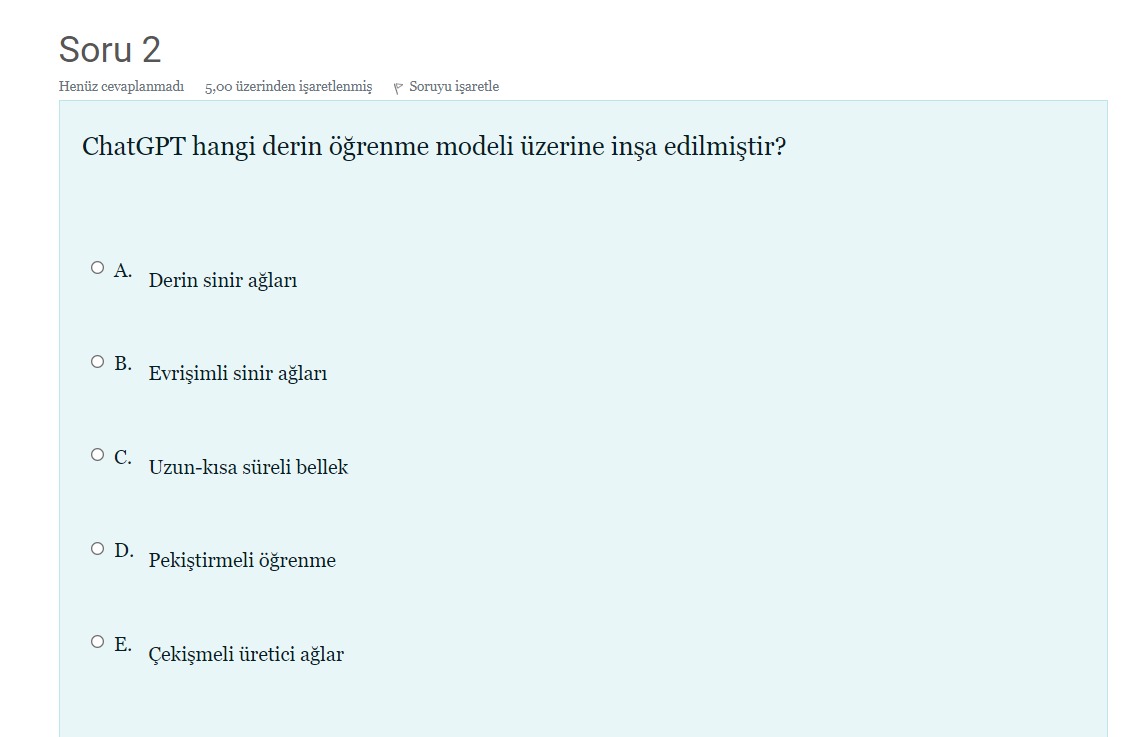 Soru 2
Henüz cevaplanmadı 5,00 üzerinden işaretlenmiş Soruyu işaretle
ChatGPT hangi derin öğrenme modeli üzerine inşa edilmiştir?
A. Derin sinir ağları
B. Evrişimli sinir ağları
C. Uzun-kısa süreli bellek
D. Pekiştirmeli öğrenme
E. Çekişmeli üretici ağlar